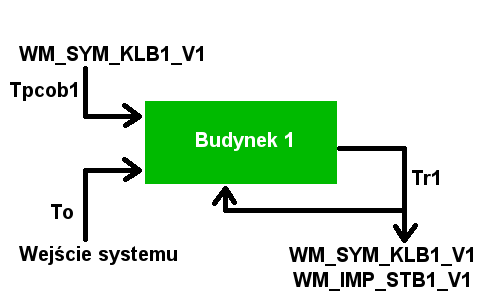 WM_SYM_KLB1_V1
Tpcob1
Budynek 1
Tr1
To
Wejście systemu
WM_SYM_KLB1_V1
WM_IMP_STB1_V1